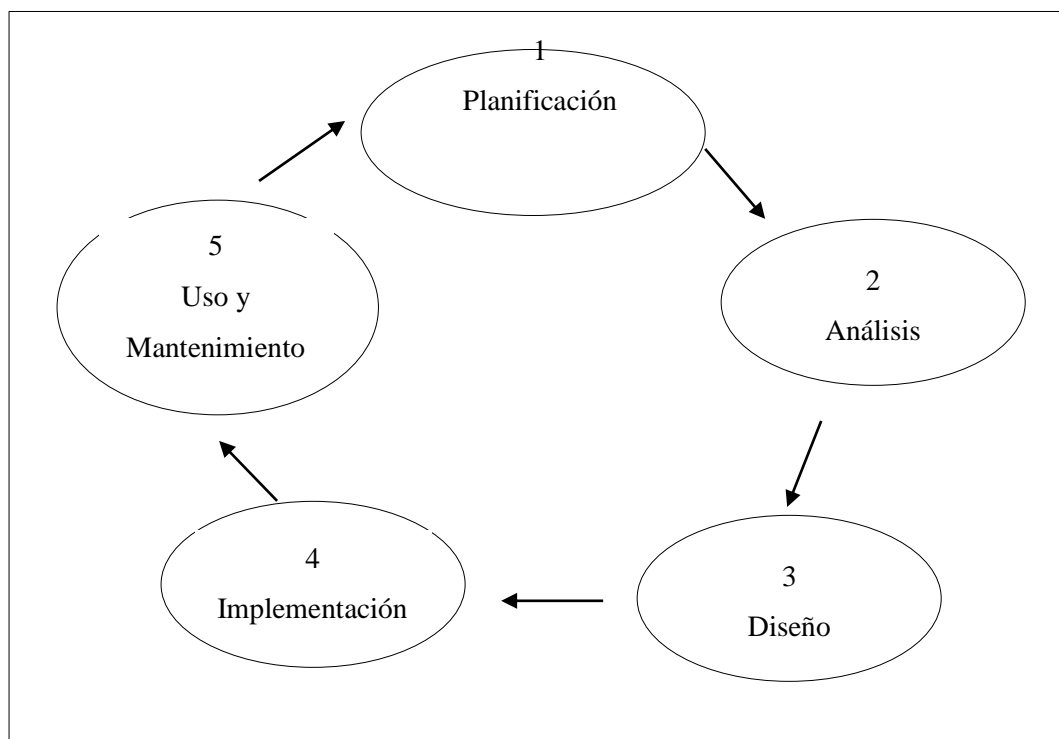 1
Planificación
2
Análisis
3
Diseño
4
Implementación
5
Uso y
Mantenimiento